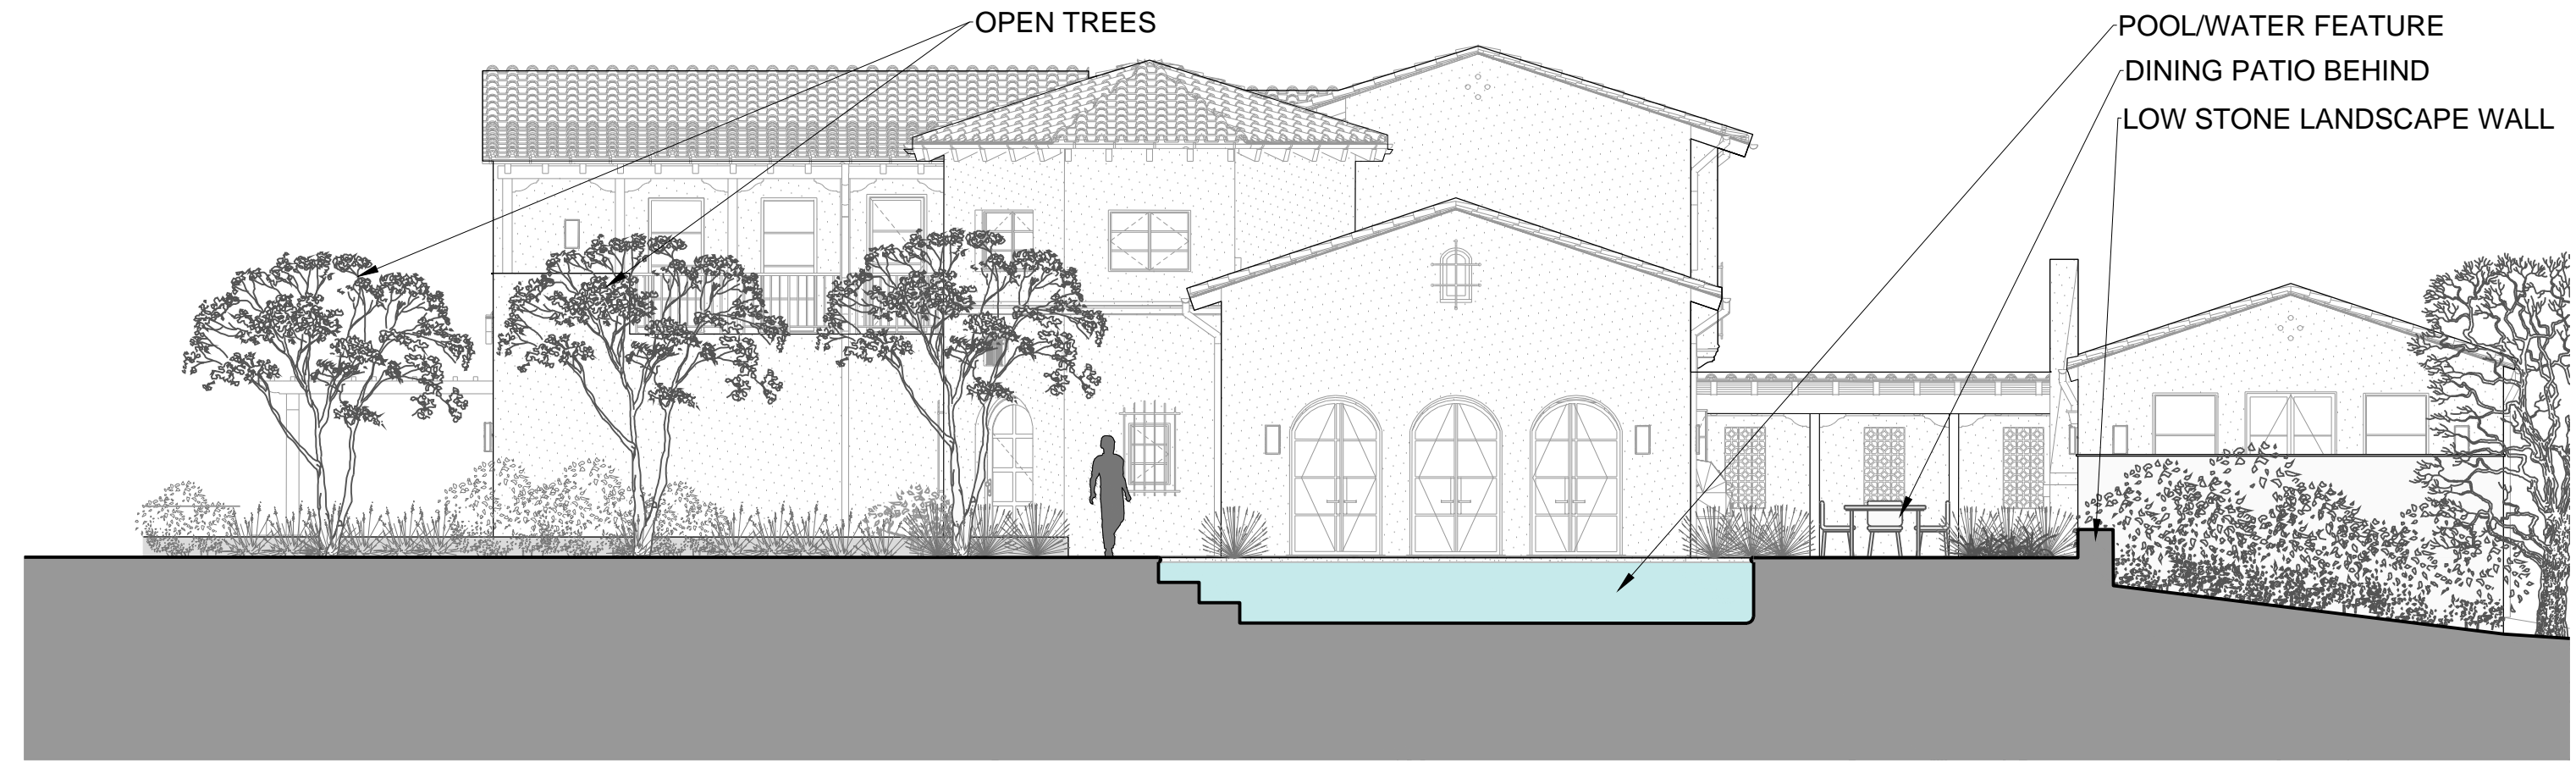 OPEN TREES
POOL/WATER FEATURE
DINING PATIO BEHIND
LOW STONE LANDSCAPE WALL